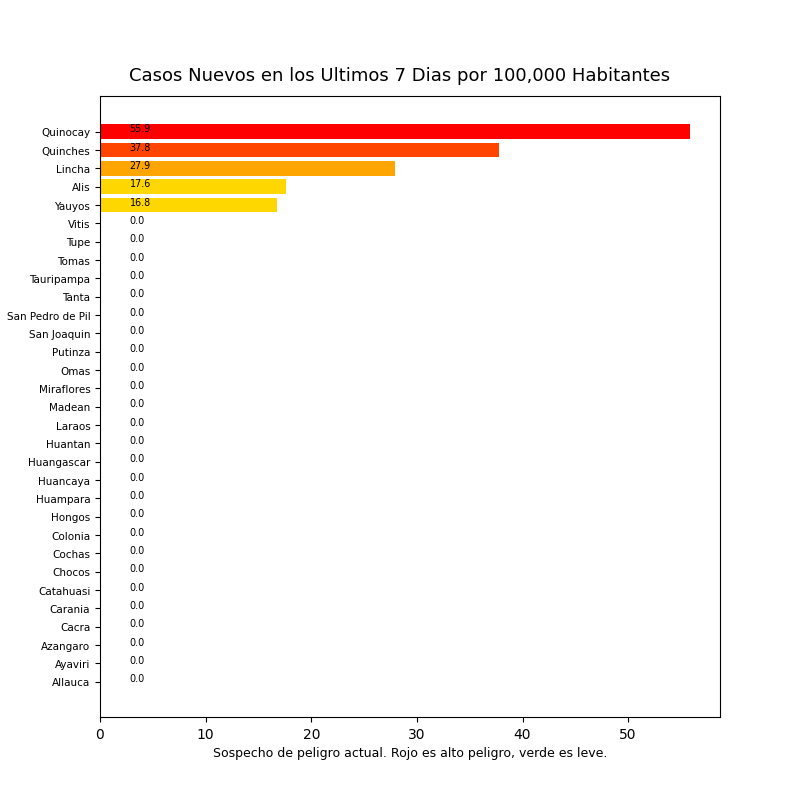 Casos Nuevos en los Ultimos 7 Dias por 100,000 Habitantes
Quinocay 55.9
Quinches 37.8
Lincha 27.9
Alis 17.6
Yauyos 16.8
Vitis 0.0
Tupe 0.0
Tomas 0.0
Tauripampa 0.0
Tanta 0.0
San Pedro de Pil 0.0
San Joaquin 0.0
Putinza 0.0
Omas 0.0
Miraflores 0.0
Madean 0.0
Laraos 0.0
Huantan 0.0
Huangascar 0.0
Huancaya 0.0
Huampara 0.0
Hongos 0.0
Colonia 0.0
Cochas 0.0
Chocos 0.0
Catahuasi 0.0
Carania 0.0
Cacra 0.0
Azangaro 0.0
Ayaviri 0.0
Allauca 0.0
0 10 20 30 40 50
Sospecho de peligro actual. Rojo es alto peligro, verde es leve.